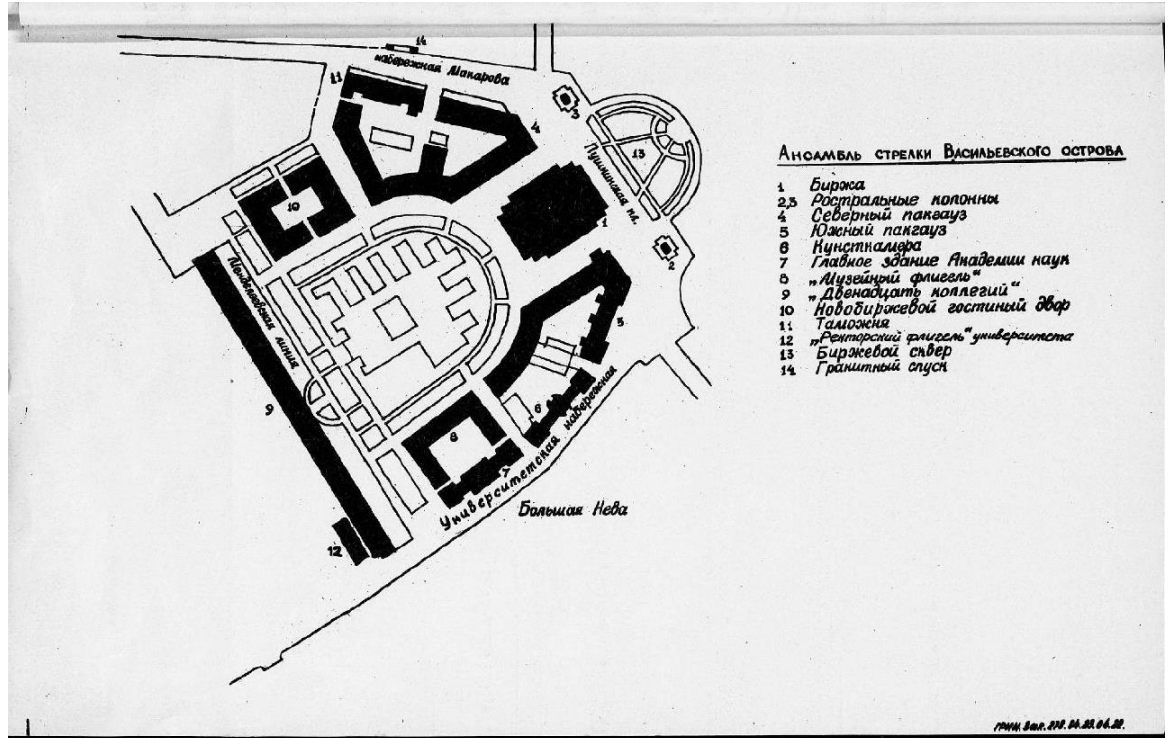 14
набережная Макарова
11
3
4
13
Пушкинская пл.
10
1
2
Менделеевская линия
5
9
6
8
7
Университетская набережная
Большая Нева
12
Ансамбль стрелки Васильевского острова
1 Биржа
2,3 Ростральные колонны
4 Северный пакгауз
5 Южный пакгауз
6 Кунсткамера
7 Главное здание Академии наук
8 „Музейный флигель“
9 „Двенадцать коллегий“
10 Новобиржевой гостиный двор
11 Таможня
12 „Ректорский флигель“ университета
13 Биржевой сквер
14 Гранитный спуск